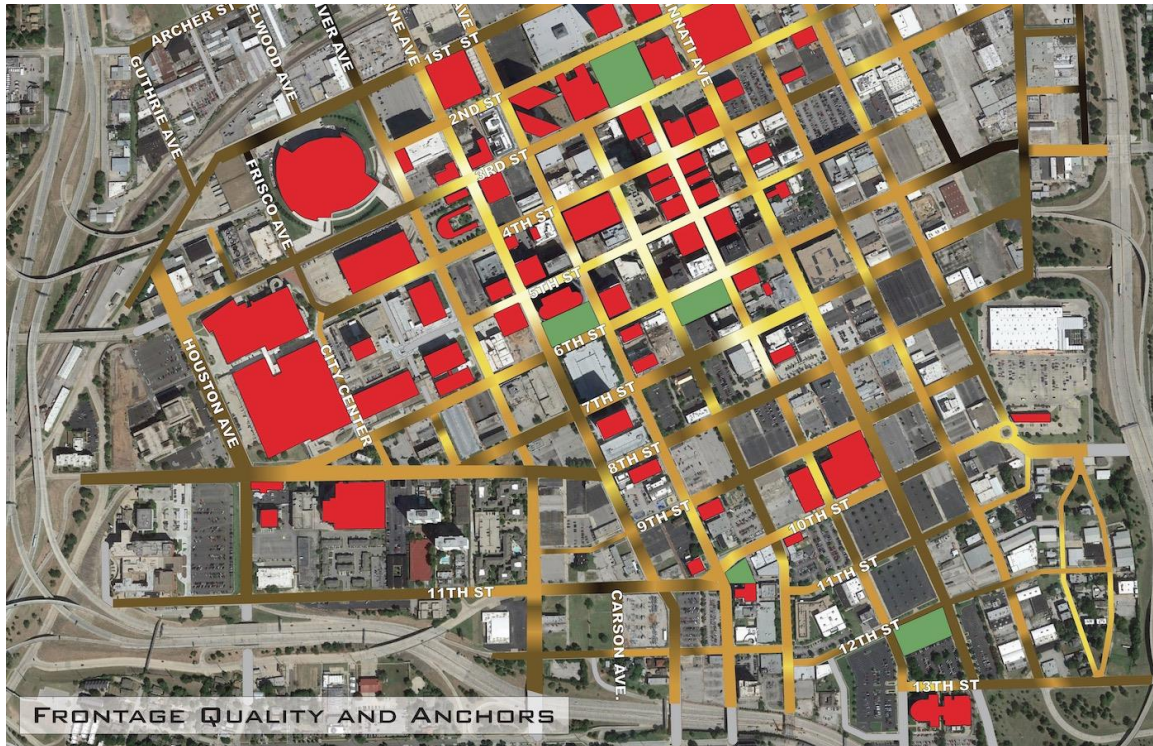 ARCHER ST
1ST ST
GUTHRIE AVE
2ND ST
FRISCO AVE
3RD ST
4TH ST
5TH ST
6TH ST
HOUSTON AVE
CITY CENTER
7TH ST
8TH ST
9TH ST
10TH ST
11TH ST
11TH ST
CARSON AVE.
12TH ST
13TH ST
FRONTAGE QUALITY AND ANCHORS